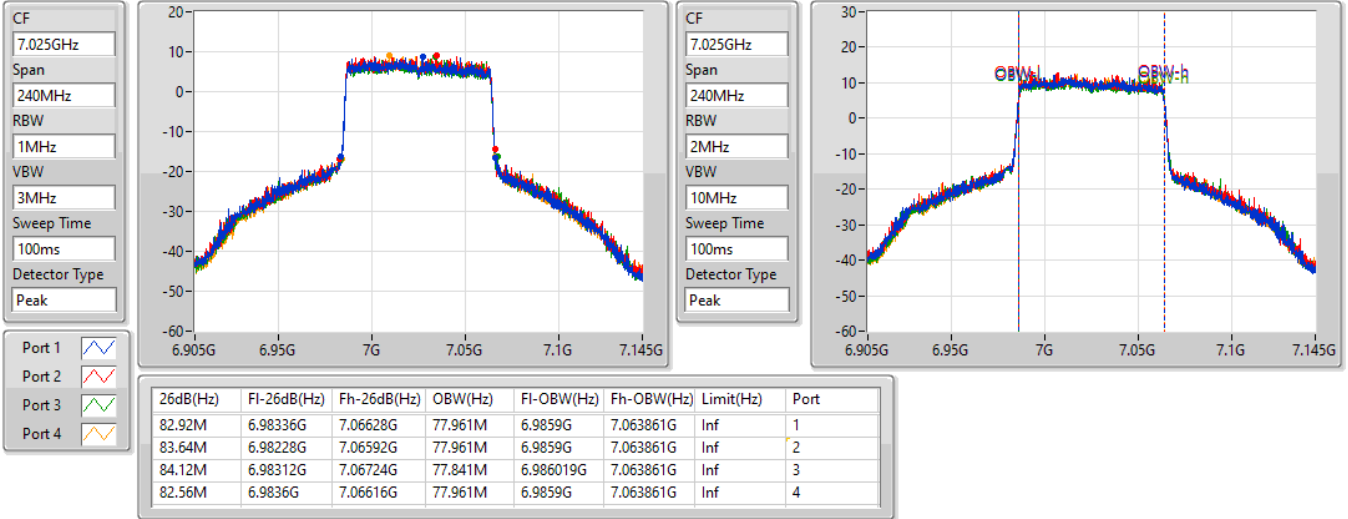 CF
7.025GHz
Span
240MHz
RBW
1MHz
VBW
3MHz
Sweep Time
100ms
Detector Type
Peak
20
10
0
-10
-20
-30
-40
-50
-60
6.905G 6.95G 7G 7.05G 7.1G 7.145G
CF
7.025GHz
Span
240MHz
RBW
2MHz
VBW
10MHz
Sweep Time
100ms
Detector Type
Peak
30
20
10
0
-10
-20
-30
-40
-50
-60
OBW-l OBW-h
6.905G 6.95G 7G 7.05G 7.1G 7.145G
Port 1
Port 2
Port 3
Port 4
26dB(Hz) Fl-26dB(Hz) Fh-26dB(Hz) OBW(Hz) Fl-OBW(Hz) Fh-OBW(Hz) Limit(Hz) Port
82.92M 6.98336G 7.06628G 77.961M 6.9859G 7.063861G Inf 1
83.64M 6.98228G 7.06592G 77.961M 6.9859G 7.063861G Inf 2
84.12M 6.98312G 7.06724G 77.841M 6.986019G 7.063861G Inf 3
82.56M 6.9836G 7.06616G 77.961M 6.9859G 7.063861G Inf 4